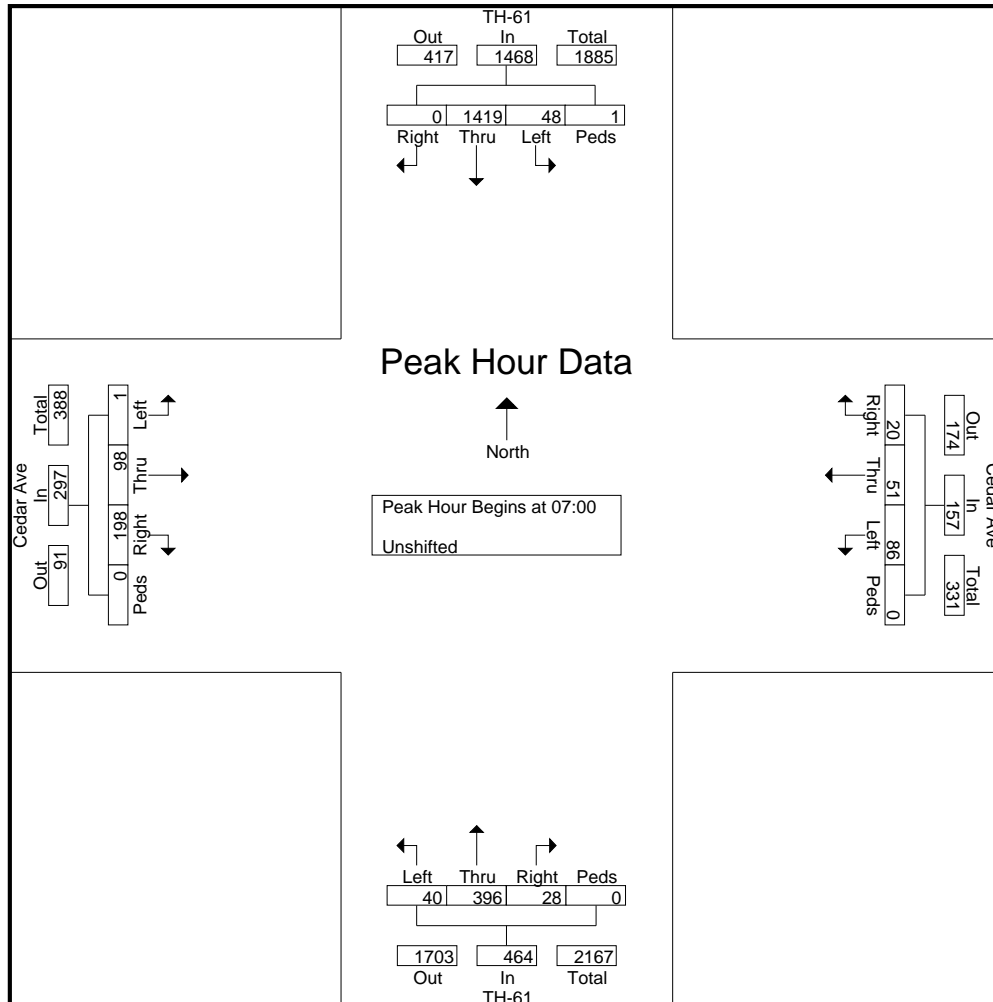 TH-61
Out In Total
417 1468 1885
0 1419 48 1
Right Thru Left Peds
Peak Hour Data
North
Peak Hour Begins at 07:00
Unshifted
Cedar Ave
Total In Out
388 297 91
1 98 198 0
Left Thru Right Peds
Cedar Ave
Out In Total
174 157 331
20 51 86 0
Right Thru Left Peds
Left Thru Right Peds
40 396 28 0
1703 464 2167
Out In Total
TH-61